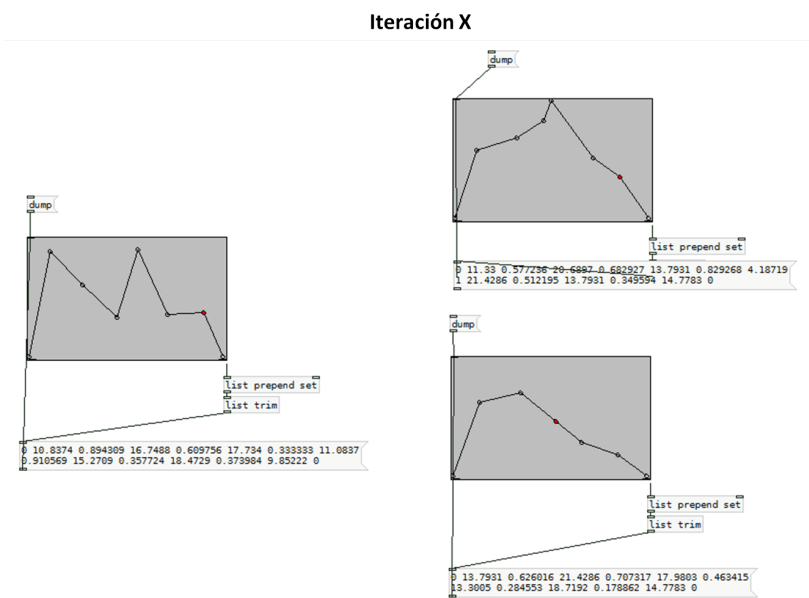 Iteración X
dump
list prepend set
list trim
0 10.8374 0.894309 16.7488 0.609756 17.734 0.333333 11.0837
0.910569 15.2709 0.357724 18.4729 0.373984 9.85222 0
dump
list prepend set
0 11.33 0.577236 20.6897 0.682927 13.7931 0.829268 4.18719
1 21.4286 0.512195 13.7931 0.349594 14.7783 0
dump
list prepend set
list trim
0 13.7931 0.626016 21.4286 0.707317 17.9803 0.463415
13.3005 0.284553 18.7192 0.178862 14.7783 0